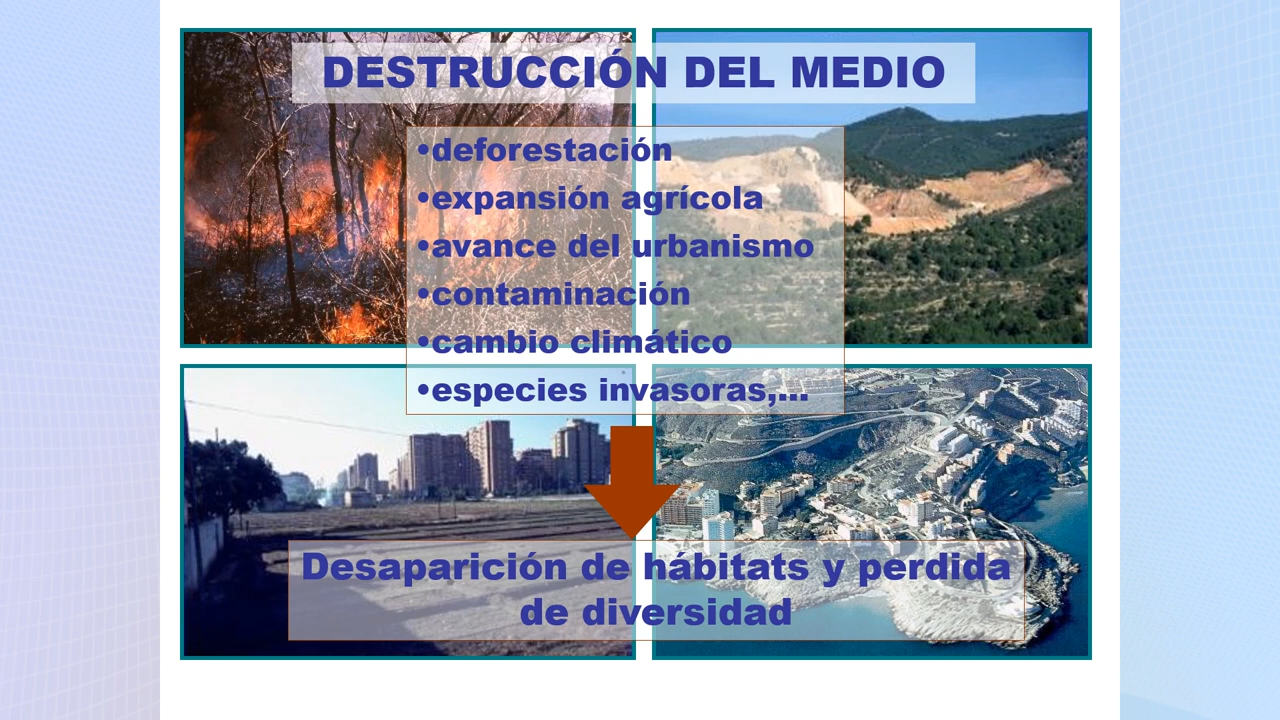 DESTRUCCIÓN DEL MEDIO
•deforestación
•expansión agrícola
•avance del urbanismo
•contaminación
•cambio climático
•especies invasoras,...
Desaparición de hábitats y perdida
de diversidad